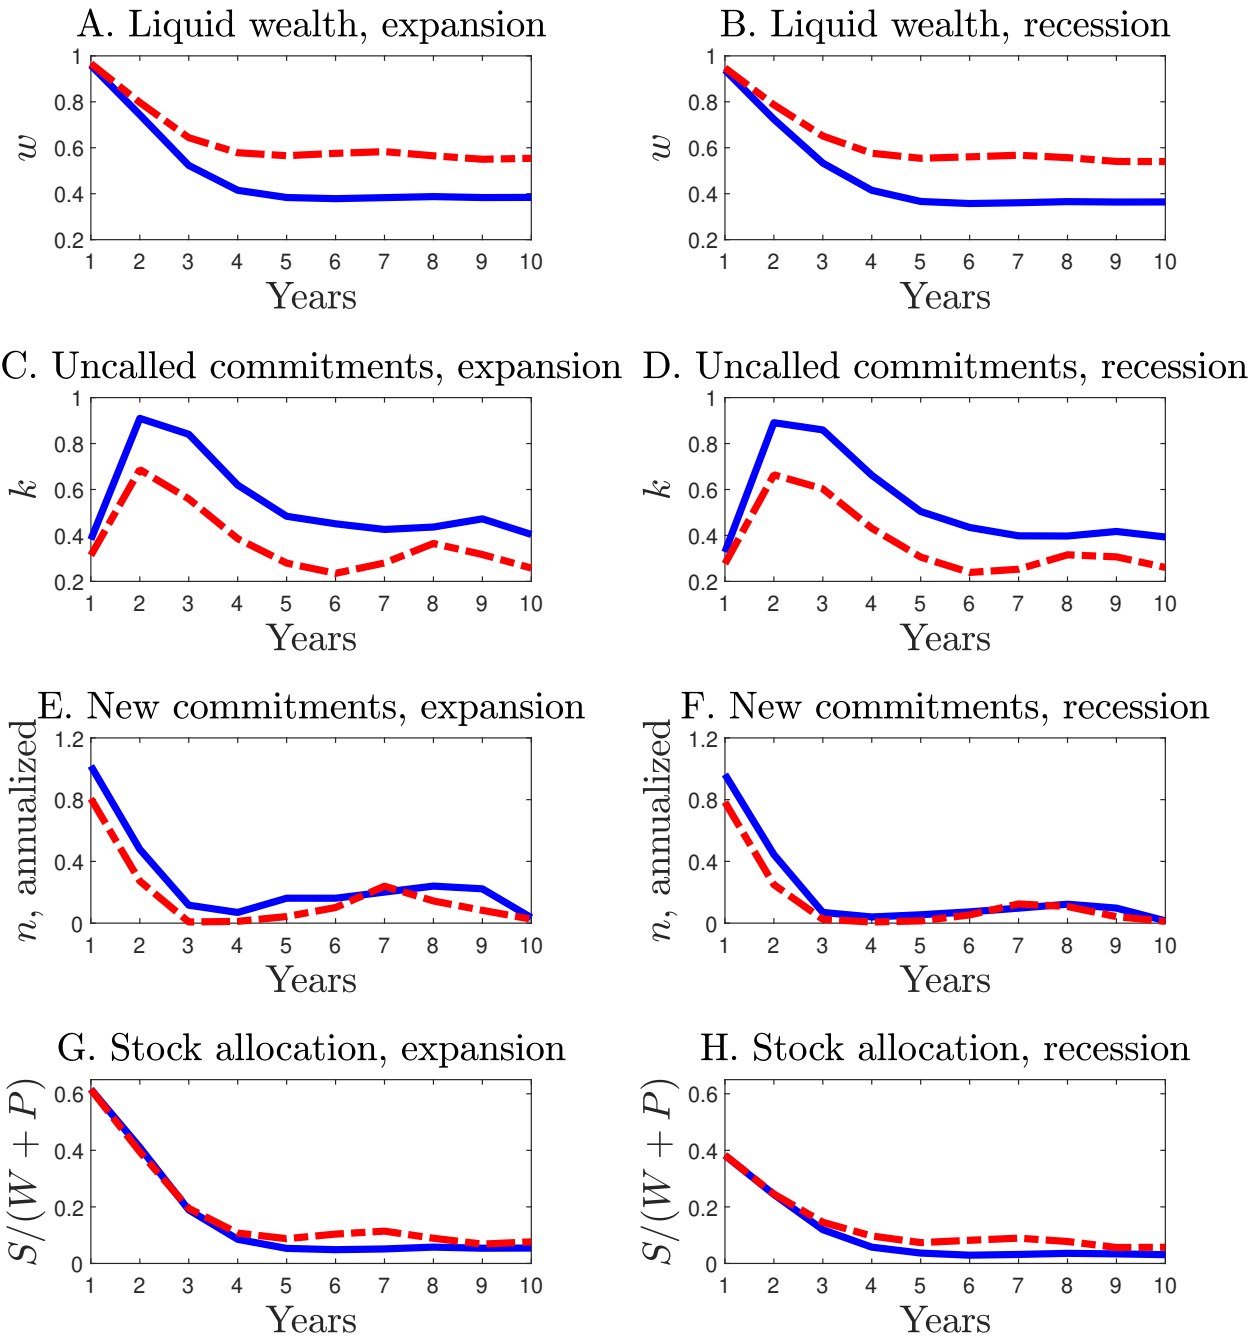 A. Liquid wealth, expansion
w
1
0.8
0.6
0.4
0.2
1 2 3 4 5 6 7 8 9 10
Years
B. Liquid wealth, recession
w
1
0.8
0.6
0.4
0.2
1 2 3 4 5 6 7 8 9 10
Years
C. Uncalled commitments, expansion
k
1
0.8
0.6
0.4
0.2
1 2 3 4 5 6 7 8 9 10
Years
D. Uncalled commitments, recession
k
1
0.8
0.6
0.4
0.2
1 2 3 4 5 6 7 8 9 10
Years
E. New commitments, expansion
n, annualized
1.2
0.8
0.4
0
1 2 3 4 5 6 7 8 9 10
Years
F. New commitments, recession
n, annualized
1.2
0.8
0.4
0
1 2 3 4 5 6 7 8 9 10
Years
G. Stock allocation, expansion
S/(W + P)
0.6
0.4
0.2
0
1 2 3 4 5 6 7 8 9 10
Years
H. Stock allocation, recession
S/(W + P)
0.6
0.4
0.2
0
1 2 3 4 5 6 7 8 9 10
Years